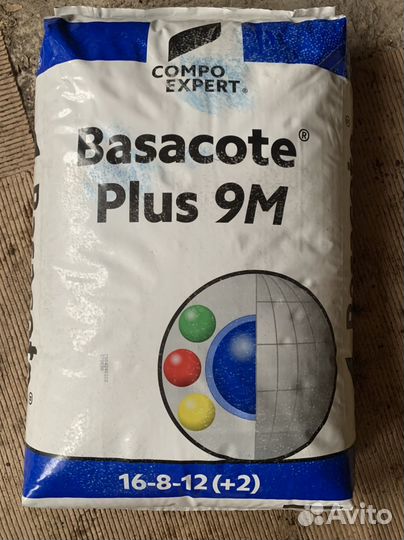 COMPO
EXPERT®
Basacote®
Plus 9M
16-8-12 (+2)
Avito